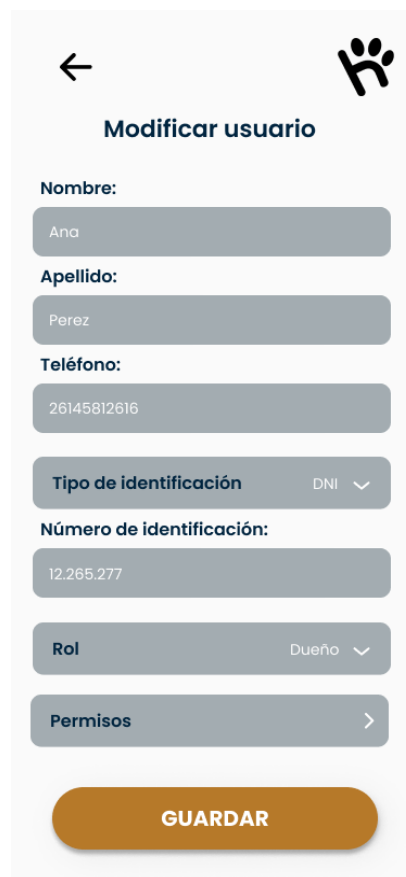 Modificar usuario
Nombre:
Ana
Apellido:
Perez
Teléfono:
26145812616
Tipo de identificación DNI
Número de identificación:
12.265.277
Rol Dueño
Permisos
GUARDAR